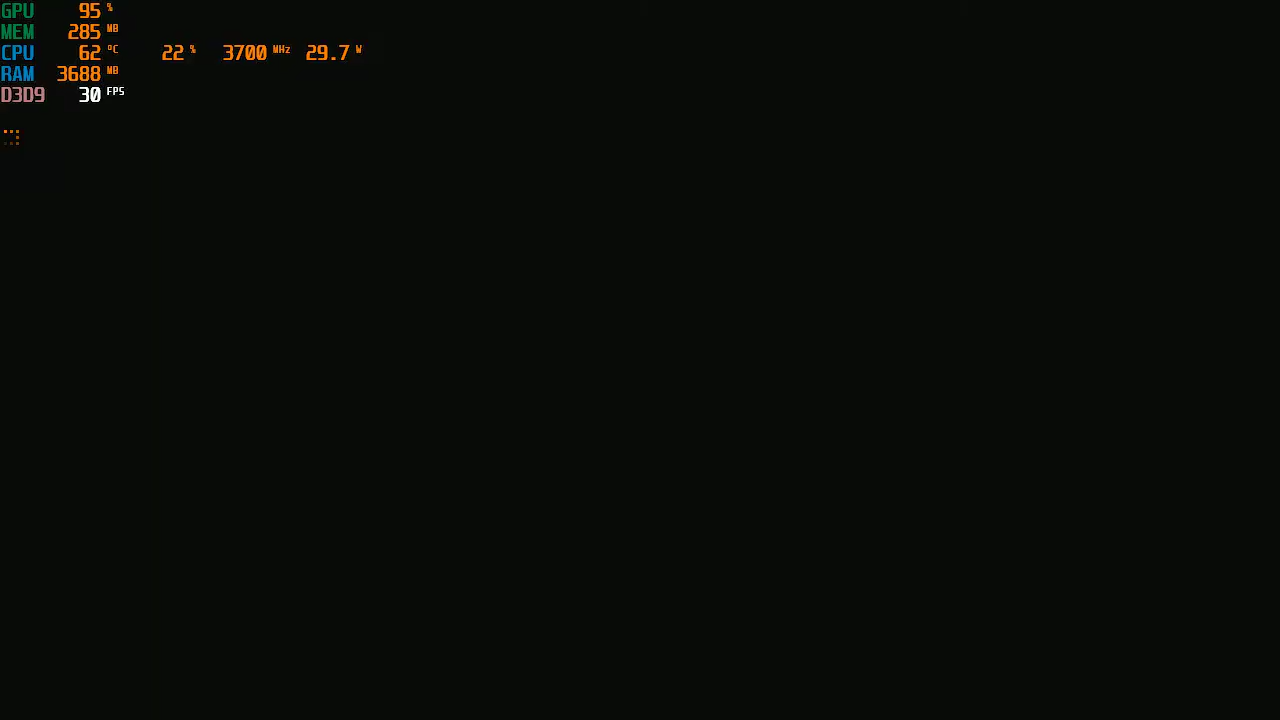 GPU 95 %
MEM 285 MB
CPU 62 °C 22 % 3700 MHz 29.7 W
RAM 3688 MB
D3D9 30 FPS